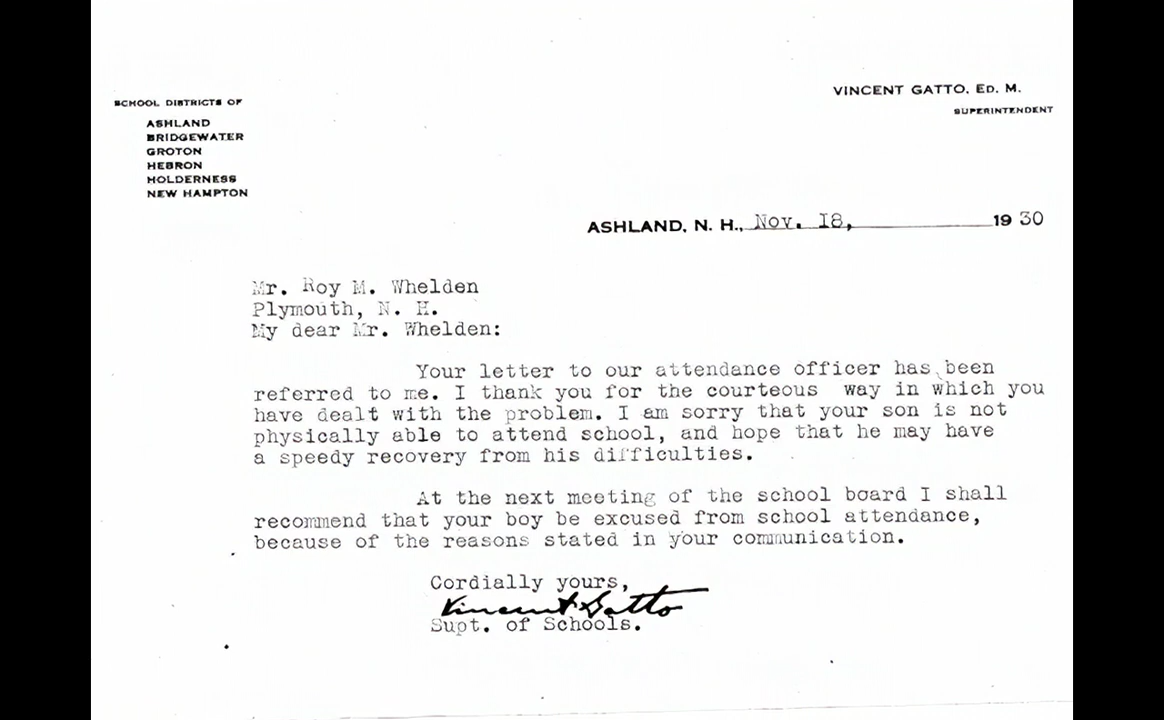 SCHOOL DISTRICTS OF
ASHLAND
BRIDGEWATER
GROTON
HEBRON
HOLDERNESS
NEW HAMPTON
VINCENT GATTO, ED. M.
SUPERINTENDENT
ASHLAND, N. H., Nov. 18, 19 30
Mr. Roy M. Whelden
Plymouth, N. H.
My dear Mr. Whelden:
Your letter to our attendance officer has been
referred to me. I thank you for the courteous way in which you
have dealt with the problem. I am sorry that your son is not
physically able to attend school, and hope that he may have
a speedy recovery from his difficulties.
At the next meeting of the school board I shall
recommend that your boy be excused from school attendance,
because of the reasons stated in your communication.
Cordially yours,
Vincent Gatto
Supt. of Schools.